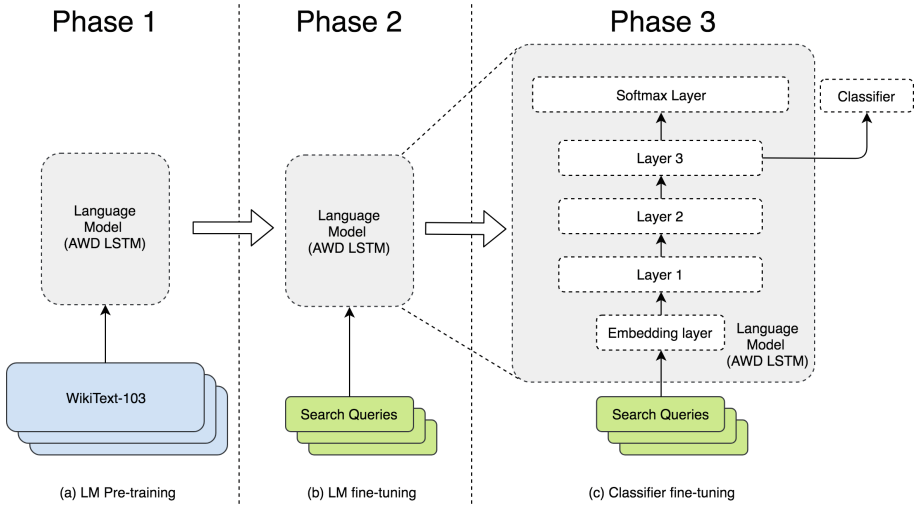 Phase 1
Phase 2
Phase 3
Softmax Layer
Classifier
Layer 3
Language
Model
(AWD LSTM)
Language
Model
(AWD LSTM)
Layer 2
Layer 1
Embedding layer
Language
Model
(AWD LSTM)
WikiText-103
Search Queries
Search Queries
(a) LM Pre-training
(b) LM fine-tuning
(c) Classifier fine-tuning